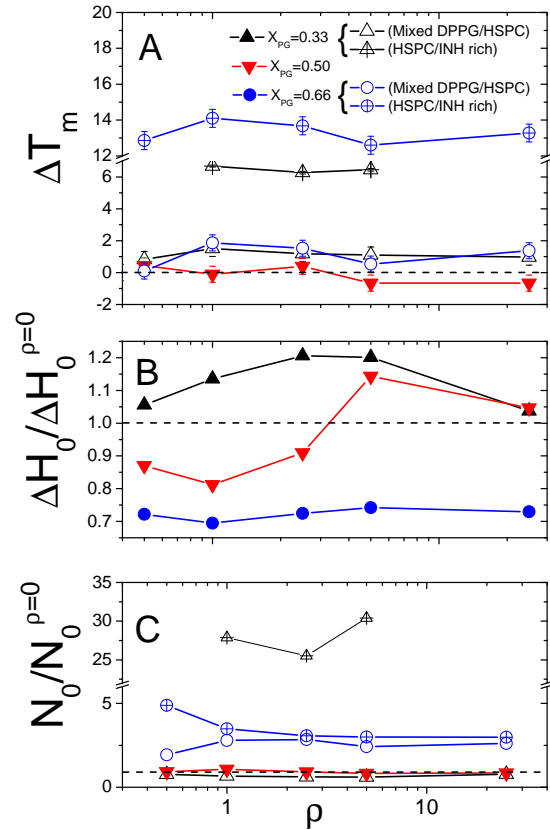 A
X_PG=0.33 { (Mixed DPPG/HSPC)
(HSPC/INH rich)
X_PG=0.50
X_PG=0.66 { (Mixed DPPG/HSPC)
(HSPC/INH rich)
ΔT_m
16
14
12
6
4
2
0
-2
B
ΔH_0/ΔH_0^ρ=0
1.2
1.1
1.0
0.9
0.8
0.7
C
N_0/N_0^ρ=0
35
30
25
5
0
1
10
ρ